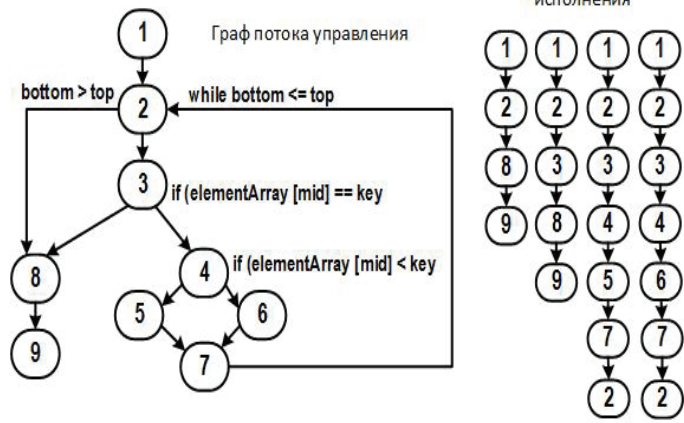 исполнения
Граф потока управления
1
bottom > top
while bottom <= top
2
3
if (elementArray [mid] == key
4
if (elementArray [mid] < key
8
5
6
9
7
1 1 1 1
2 2 2 2
8 3 3 3
9 8 4 4
9 5 6
7 7
2 2